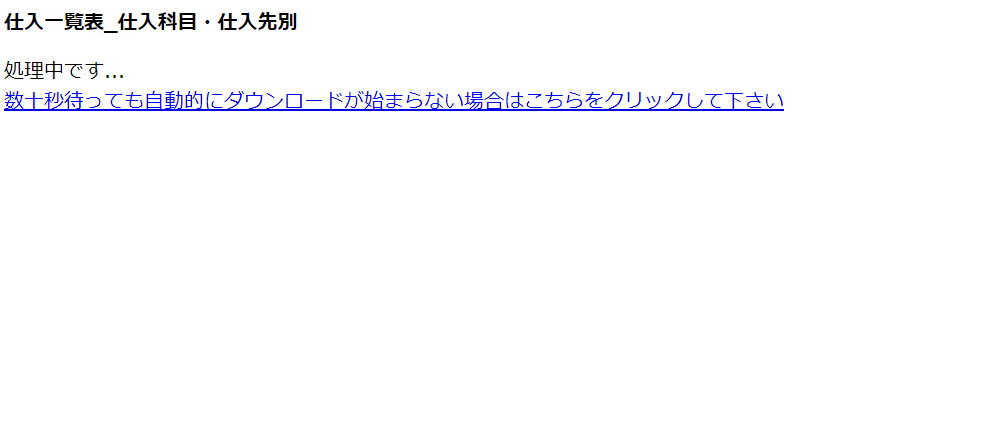 仕入一覧表_仕入科目・仕入先別
処理中です...
数十秒待っても自動的にダウンロードが始まらない場合はこちらをクリックして下さい